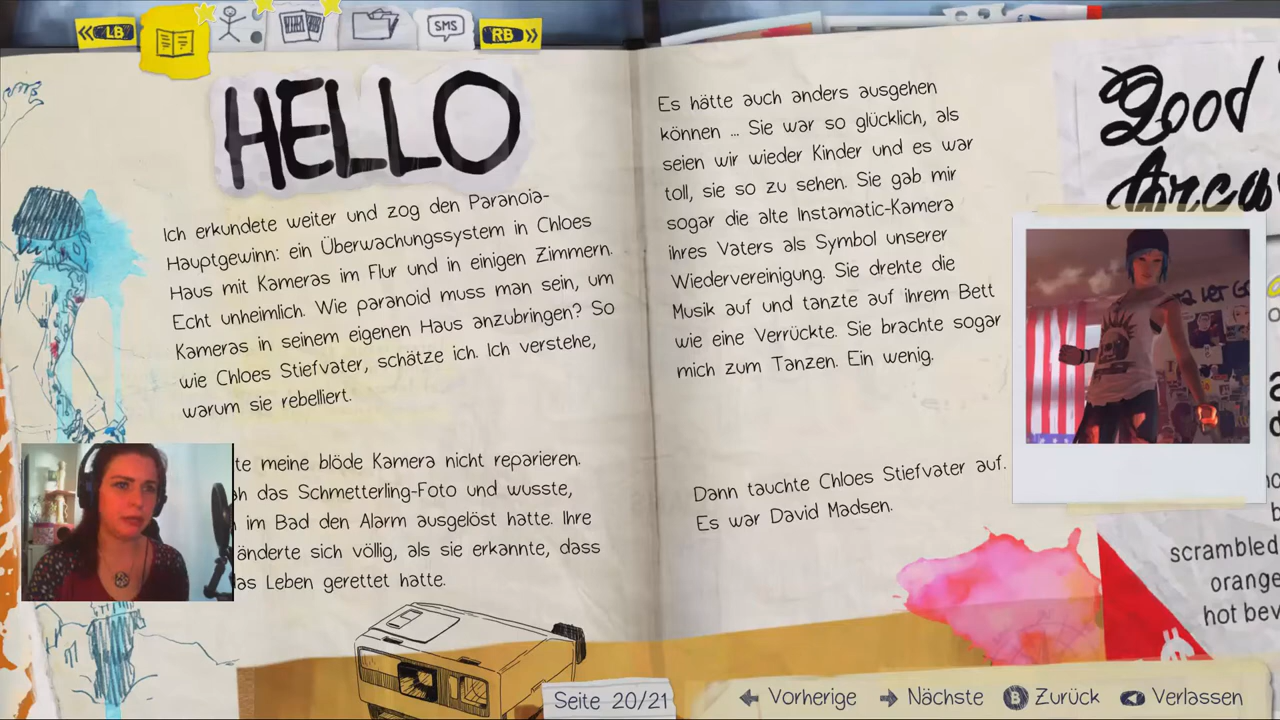 LB
SMS
RB
HELLO
Ich erkundete weiter und zog den Paranoia-
Hauptgewinn: ein Überwachungssystem in Chloes
Haus mit Kameras im Flur und in einigen Zimmern.
Echt unheimlich. Wie paranoid muss man sein, um
Kameras in seinem eigenen Haus anzubringen? So
wie Chloes Stiefvater, schätze ich. Ich verstehe,
warum sie rebelliert.
te meine blöde Kamera nicht reparieren.
h das Schmetterling-Foto und wusste,
im Bad den Alarm ausgelöst hatte. Ihre
änderte sich völlig, als sie erkannte, dass
as Leben gerettet hatte.
Es hätte auch anders ausgehen
können ... Sie war so glücklich, als
seien wir wieder Kinder und es war
toll, sie so zu sehen. Sie gab mir
sogar die alte Instamatic-Kamera
ihres Vaters als Symbol unserer
Wiedervereinigung. Sie drehte die
Musik auf und tanzte auf ihrem Bett
wie eine Verrückte. Sie brachte sogar
mich zum Tanzen. Ein wenig.
Dann tauchte Chloes Stiefvater auf.
Es war David Madsen.
Good
Arca
scrambled
orange
hot bev
$
Seite 20/21
Vorherige
Nächste
B Zurück
Verlassen